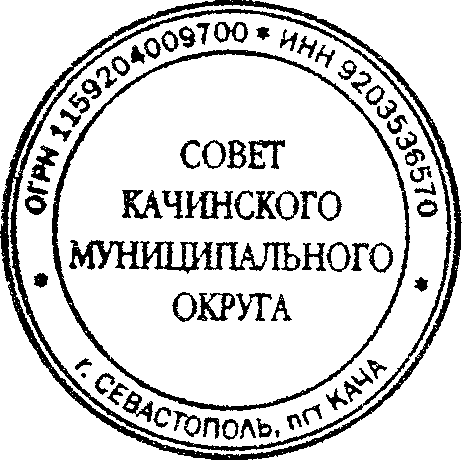 ОГРН 1159204009700 * ИНН 9203536570
СОВЕТ
КАЧИНСКОГО
МУНИЦИПАЛЬНОГО
ОКРУГА
* г. СЕВАСТОПОЛЬ, пгт КАЧА *